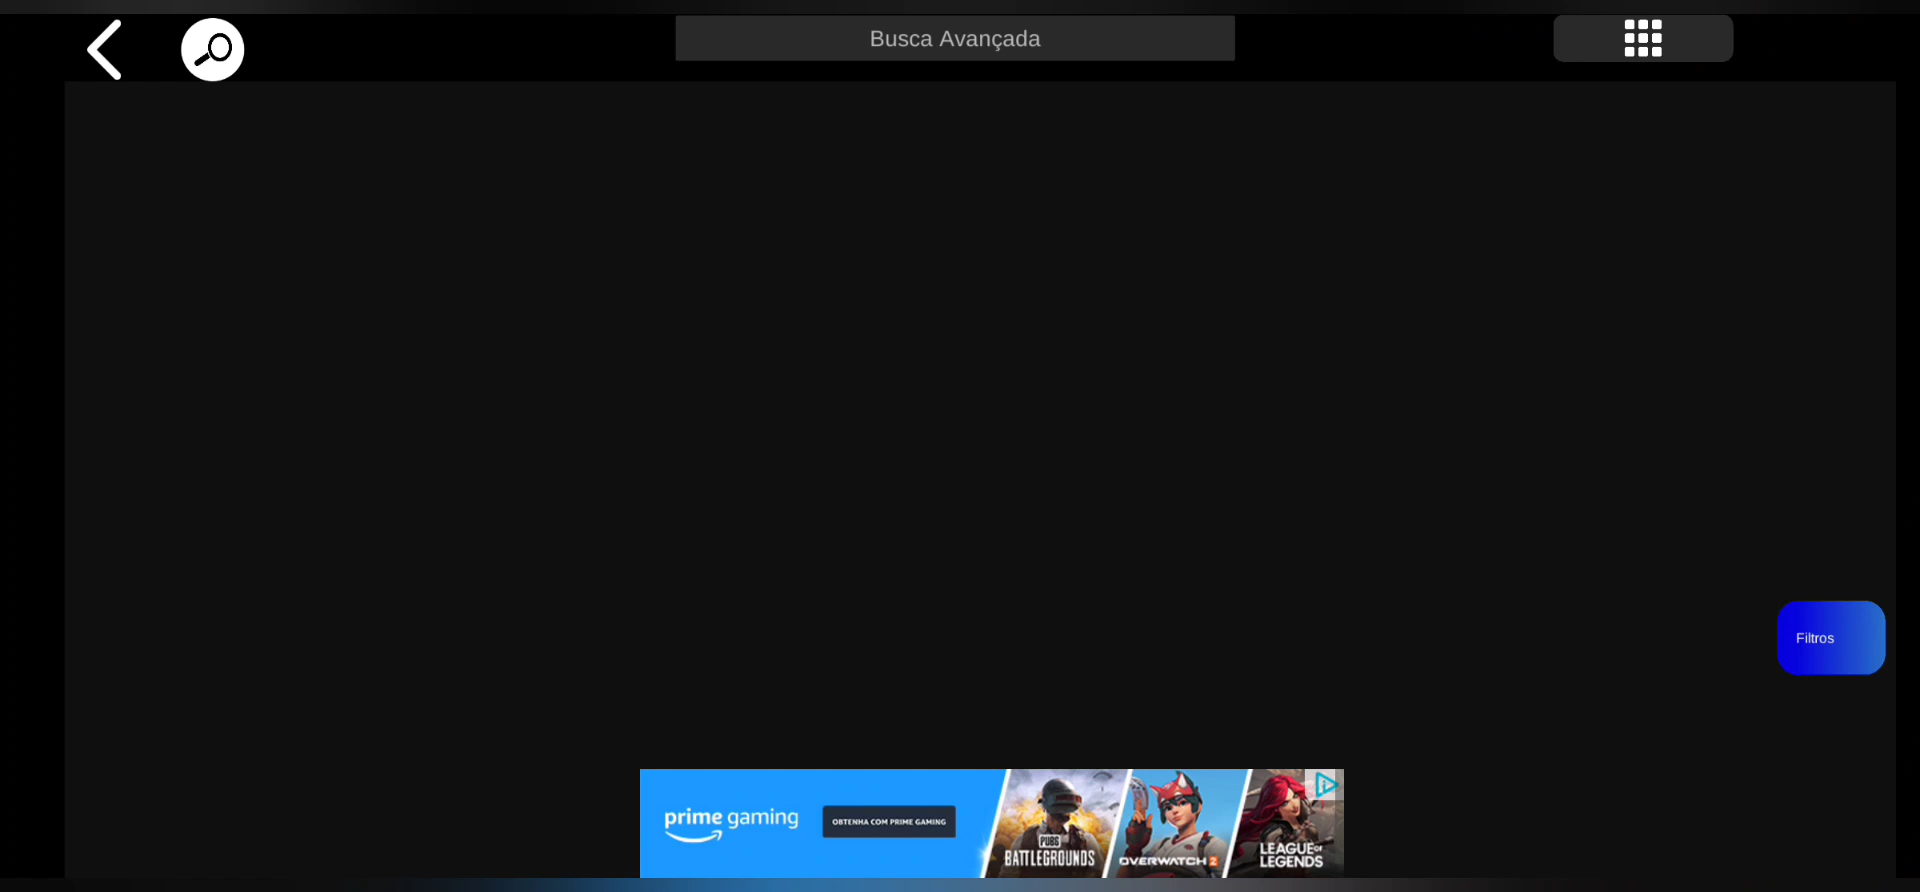 Busca Avançada
Filtros
prime gaming
OBTENHA COM PRIME GAMING
PUBG
BATTLEGROUNDS
OVERWATCH 2
LEAGUE OF
LEGENDS